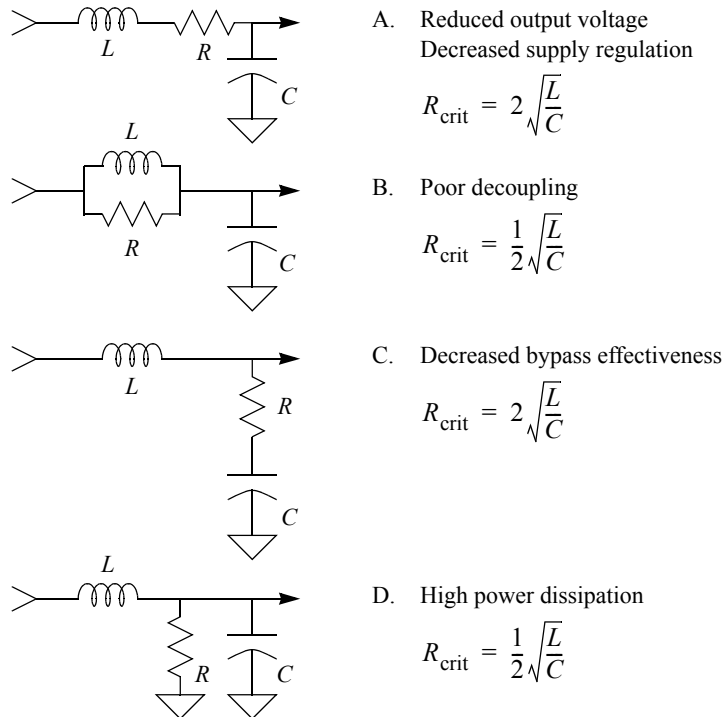 L
R
C
A. Reduced output voltage
Decreased supply regulation
R_crit = 2√(L/C)
L
R
C
B. Poor decoupling
R_crit = 1/2 √(L/C)
L
R
C
C. Decreased bypass effectiveness
R_crit = 2√(L/C)
L
R
C
D. High power dissipation
R_crit = 1/2 √(L/C)